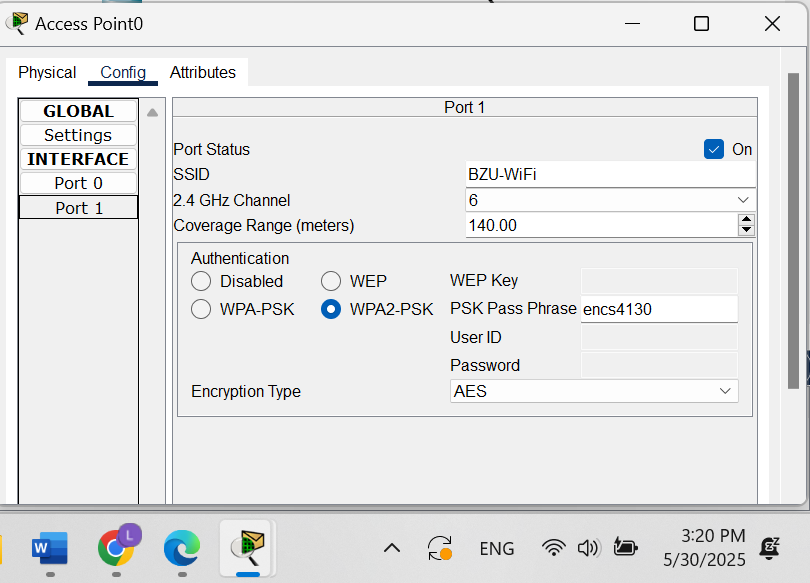 Access Point0
Physical Config Attributes
GLOBAL
Settings
INTERFACE
Port 0
Port 1
Port 1
Port Status On
SSID BZU-WiFi
2.4 GHz Channel 6
Coverage Range (meters) 140.00
Authentication
Disabled WEP WEP Key
WPA-PSK WPA2-PSK PSK Pass Phrase encs4130
User ID
Password
Encryption Type AES
W L ENG 3:20 PM
5/30/2025